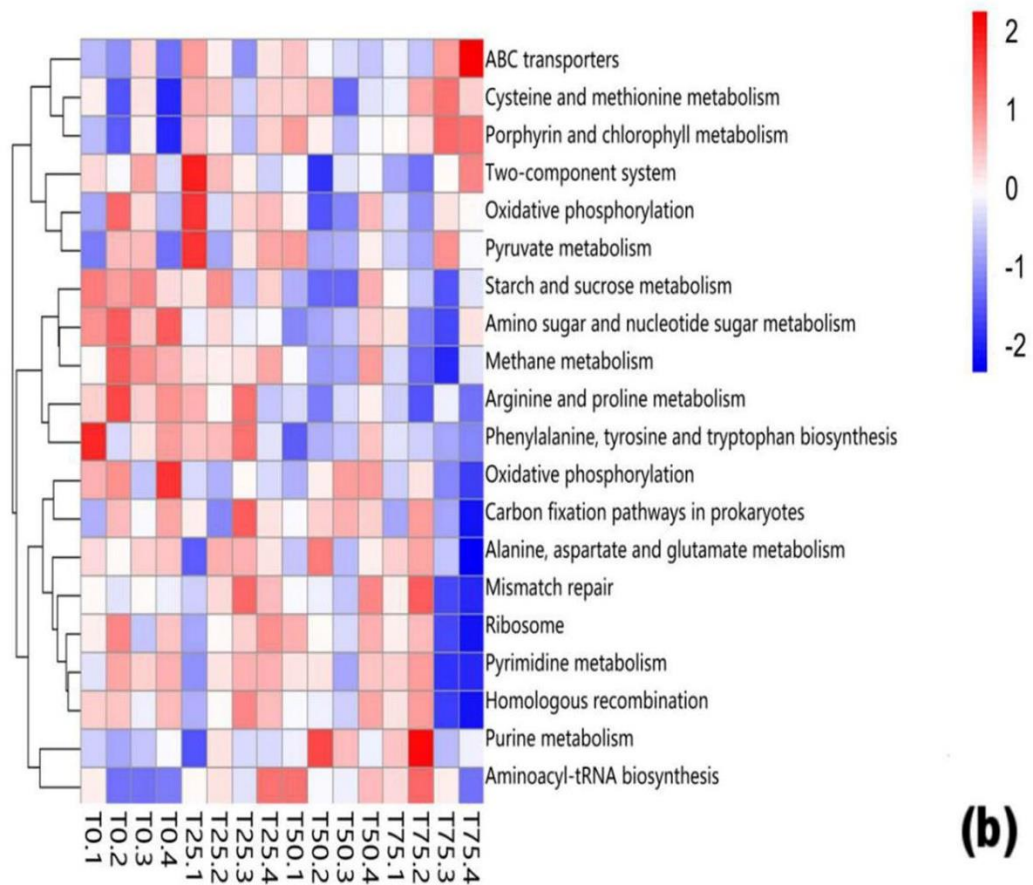 2
1
0
-1
-2
ABC transporters
Cysteine and methionine metabolism
Porphyrin and chlorophyll metabolism
Two-component system
Oxidative phosphorylation
Pyruvate metabolism
Starch and sucrose metabolism
Amino sugar and nucleotide sugar metabolism
Methane metabolism
Arginine and proline metabolism
Phenylalanine, tyrosine and tryptophan biosynthesis
Oxidative phosphorylation
Carbon fixation pathways in prokaryotes
Alanine, aspartate and glutamate metabolism
Mismatch repair
Ribosome
Pyrimidine metabolism
Homologous recombination
Purine metabolism
Aminoacyl-tRNA biosynthesis
T0.1
T0.2
T0.3
T0.4
T25.1
T25.2
T25.3
T25.4
T50.1
T50.2
T50.3
T50.4
T75.1
T75.2
T75.3
T75.4
(b)